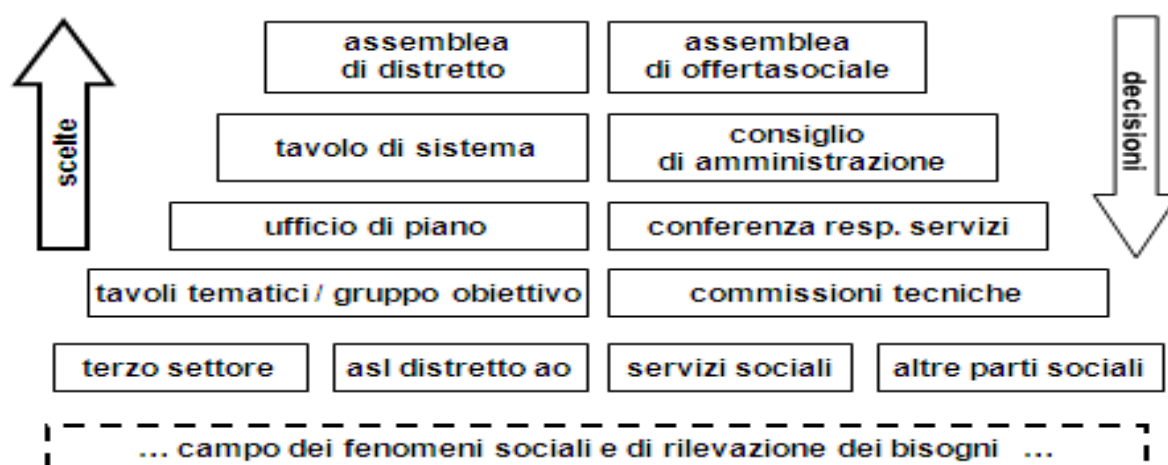 scelte
assemblea
di distretto
assemblea
di offertasociale
decisioni
tavolo di sistema
consiglio
di amministrazione
ufficio di piano
conferenza resp. servizi
tavoli tematici / gruppo obiettivo
commissioni tecniche
terzo settore
asl distretto ao
servizi sociali
altre parti sociali
... campo dei fenomeni sociali e di rilevazione dei bisogni ...